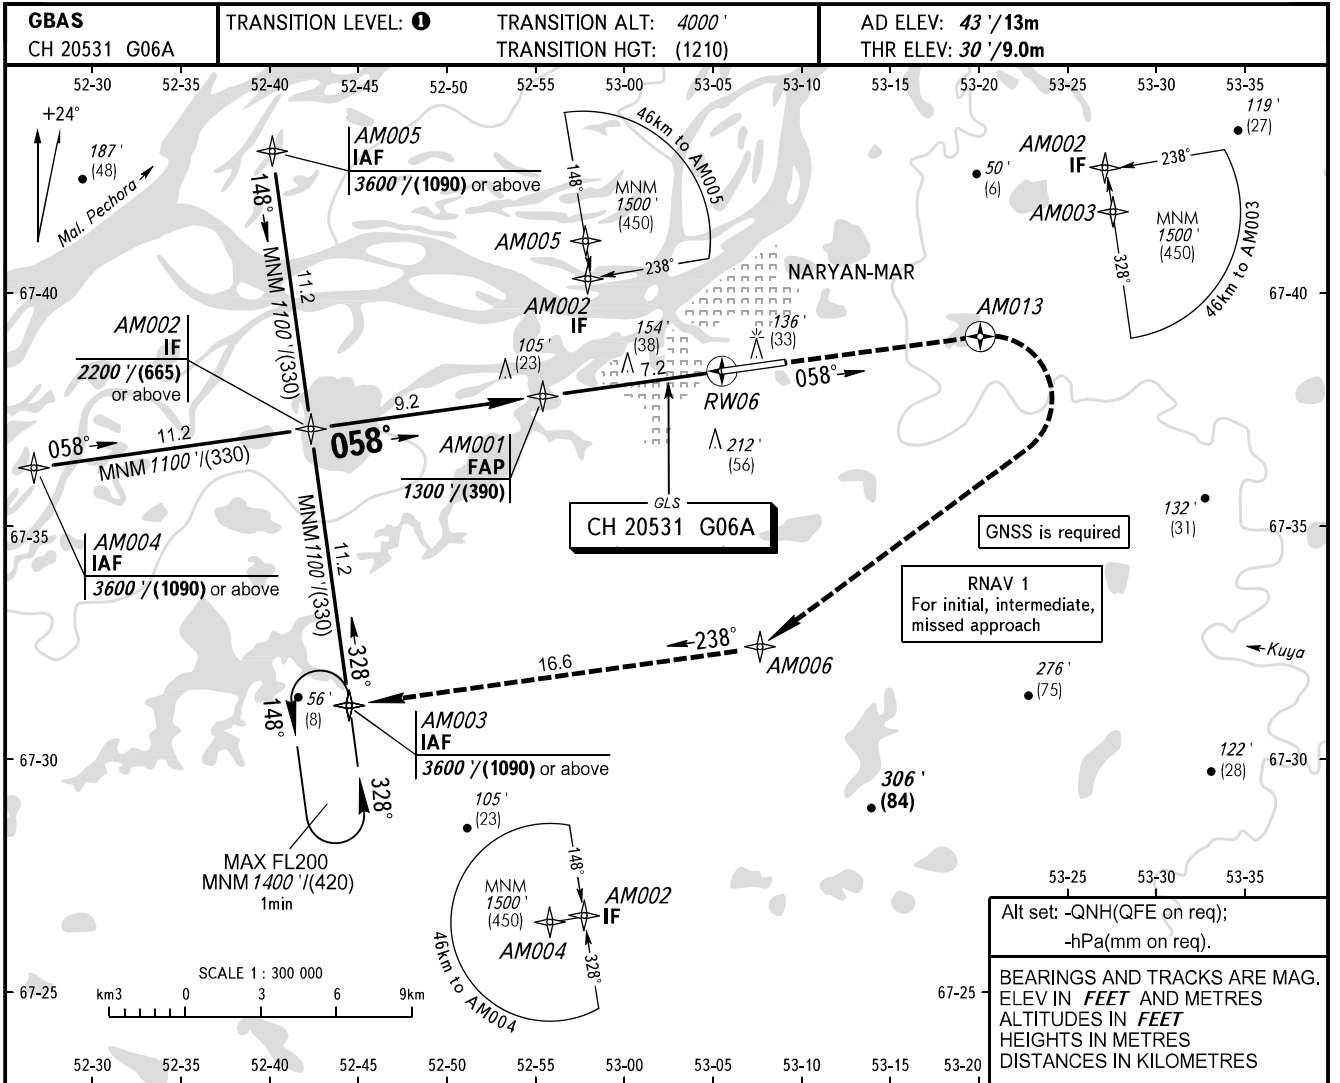 GBAS
CH 20531 G06A
TRANSITION LEVEL: ❶
TRANSITION ALT: 4000 '
TRANSITION HGT: (1210)
AD ELEV: 43 '/13m
THR ELEV: 30 '/9.0m
52-30 52-35 52-40 52-45 52-50 52-55 53-00 53-05 53-10 53-15 53-20 53-25 53-30 53-35
+24°
187 '
(48)
Mal. Pechora
AM005
IAF
3600 '/(1090) or above
148°
MNM 1100 '/(330)
11.2
46km to AM005
148°
MNM
1500 '
(450)
AM005
238°
AM002
IF
NARYAN-MAR
119 '
(27)
50 '
(6)
AM002
IF
238°
AM003
MNM
1500 '
(450)
328°
46km to AM003
67-40
67-40
AM002
IF
2200 '/(665)
or above
105 '
(23)
154 '
(38)
136 '
(33)
AM013
7.2
058°
RW06
9.2
058°
058°
11.2
MNM 1100 '/(330)
AM001
FAP
1300 '/(390)
212 '
(56)
GLS
CH 20531 G06A
132 '
(31)
67-35
67-35
AM004
IAF
3600 '/(1090) or above
MNM 1100 '/(330)
11.2
GNSS is required
RNAV 1
For initial, intermediate,
missed approach
328°
238°
16.6
AM006
Kuya
276 '
(75)
56 '
(8)
148°
AM003
IAF
3600 '/(1090) or above
328°
67-30
67-30
122 '
(28)
306 '
(84)
105 '
(23)
MAX FL200
MNM 1400 '/(420)
1min
148°
MNM
1500 '
(450)
AM002
IF
AM004
328°
46km to AM004
53-25 53-30 53-35
SCALE 1 : 300 000
km3 0 3 6 9km
67-25
67-25
Alt set: -QNH(QFE on req);
-hPa(mm on req).
BEARINGS AND TRACKS ARE MAG.
ELEV IN FEET AND METRES
ALTITUDES IN FEET
HEIGHTS IN METRES
DISTANCES IN KILOMETRES
52-30 52-35 52-40 52-45 52-50 52-55 53-00 53-05 53-10 53-15 53-20